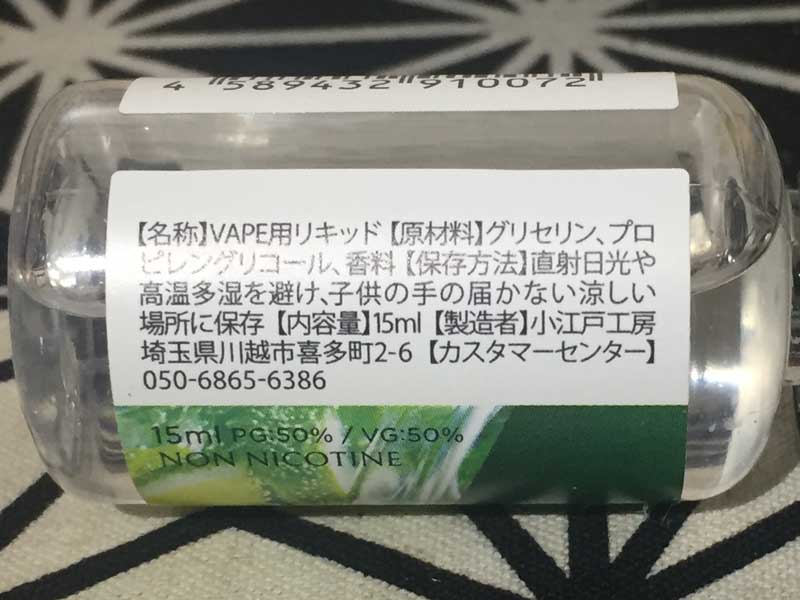 4 589432 910072
【名称】VAPE用リキッド【原材料】グリセリン、プロ
ピレングリコール、香料【保存方法】直射日光や
高温多湿を避け、子供の手の届かない涼しい
場所に保存【内容量】15ml【製造者】小江戸工房
埼玉県川越市喜多町2-6【カスタマーセンター】
050-6865-6386
15ml PG:50% / VG:50%
NON NICOTINE